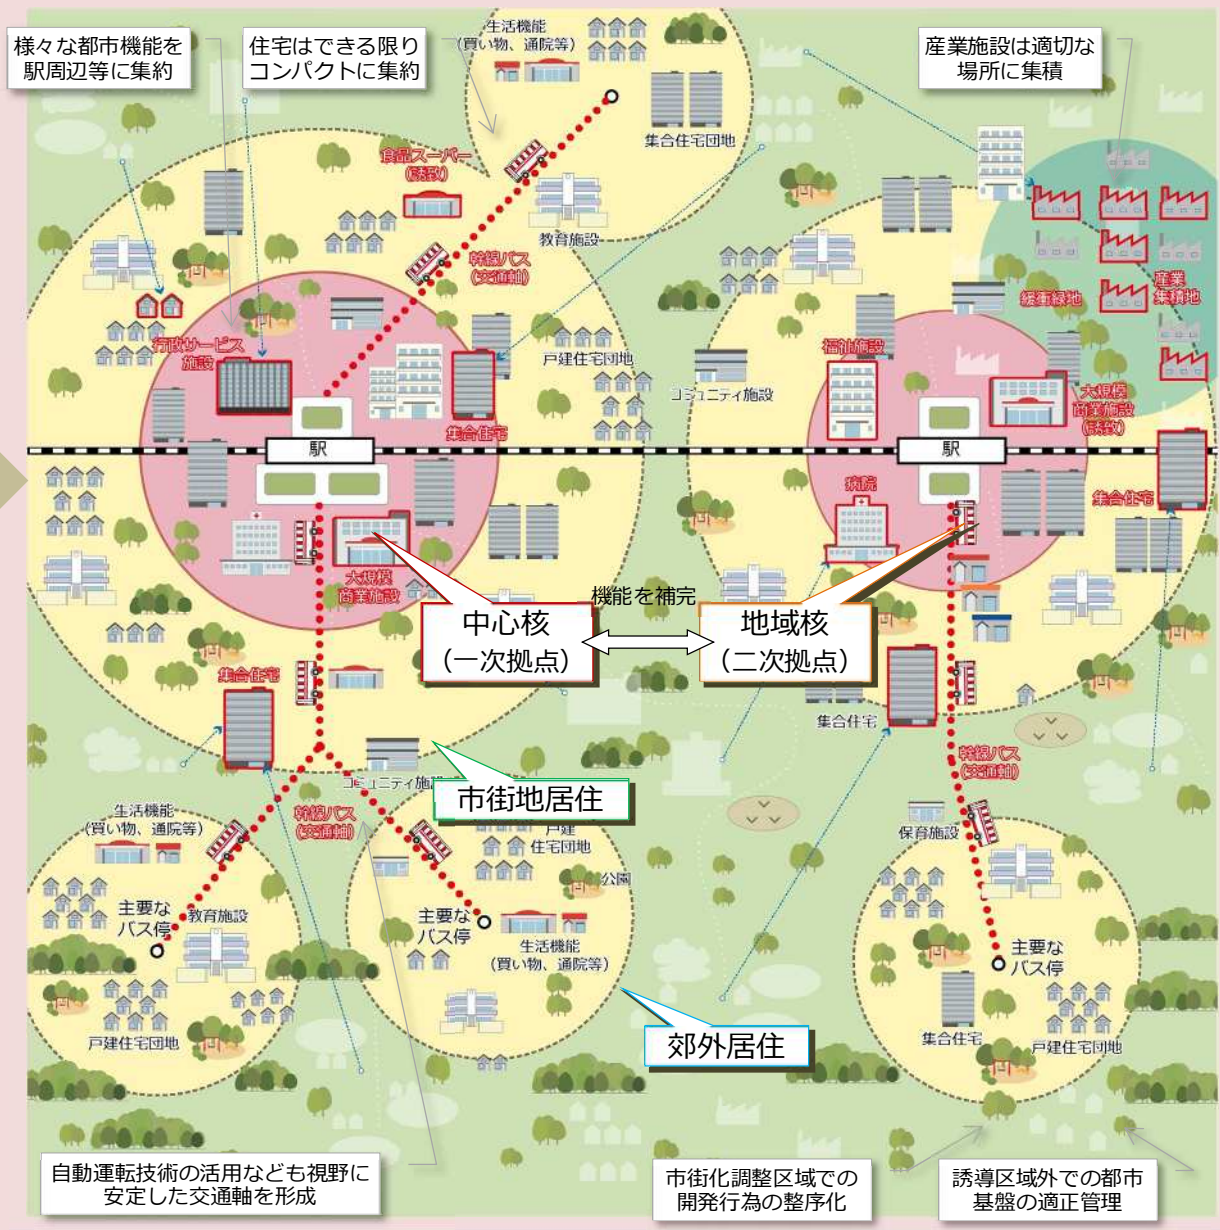 様々な都市機能を
駅周辺等に集約
住宅はできる限り
コンパクトに集約
生活機能
(買い物、通院等)
産業施設は適切な
場所に集積
集合住宅団地
食品スーパー
(誘致)
教育施設
幹線バス
(交通軸)
緩衝緑地
産業
集積地
行政サービス
施設
戸建住宅団地
福祉施設
コミュニティ施設
大規模
商業施設
(誘致)
集合住宅
駅
駅
病院
集合住宅
大規模
商業施設
機能を補完
中心核
(一次拠点)
地域核
(二次拠点)
集合住宅
集合住宅
幹線バス
(交通軸)
コミュニティ施設
市街地居住
生活機能
(買い物、通院等)
幹線バス
(交通軸)
戸建
住宅団地
保育施設
公園
主要な
バス停
教育施設
主要な
バス停
生活機能
(買い物、通院等)
主要な
バス停
戸建住宅団地
郊外居住
集合住宅
戸建住宅団地
自動運転技術の活用なども視野に
安定した交通軸を形成
市街化調整区域での
開発行為の整序化
誘導区域外での都市
基盤の適正管理